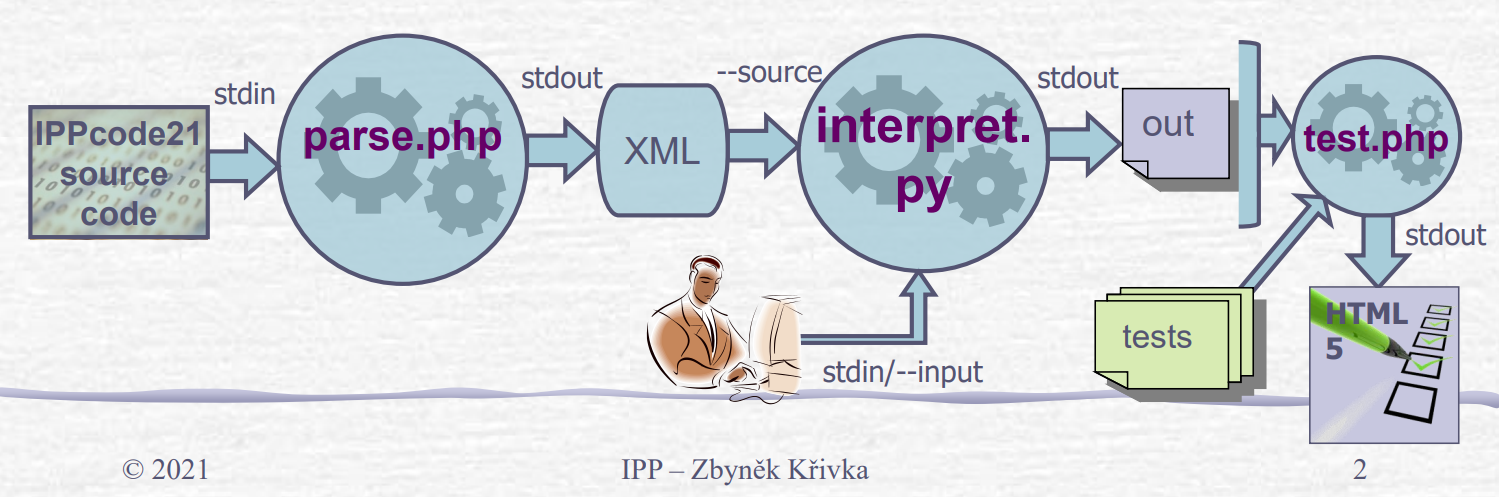 stdin
IPPcode21
source
code
parse.php
stdout
XML
--source
interpret.
py
stdout
out
test.php
stdout
stdin/--input
tests
HTML
5
© 2021
IPP – Zbyněk Křivka
2